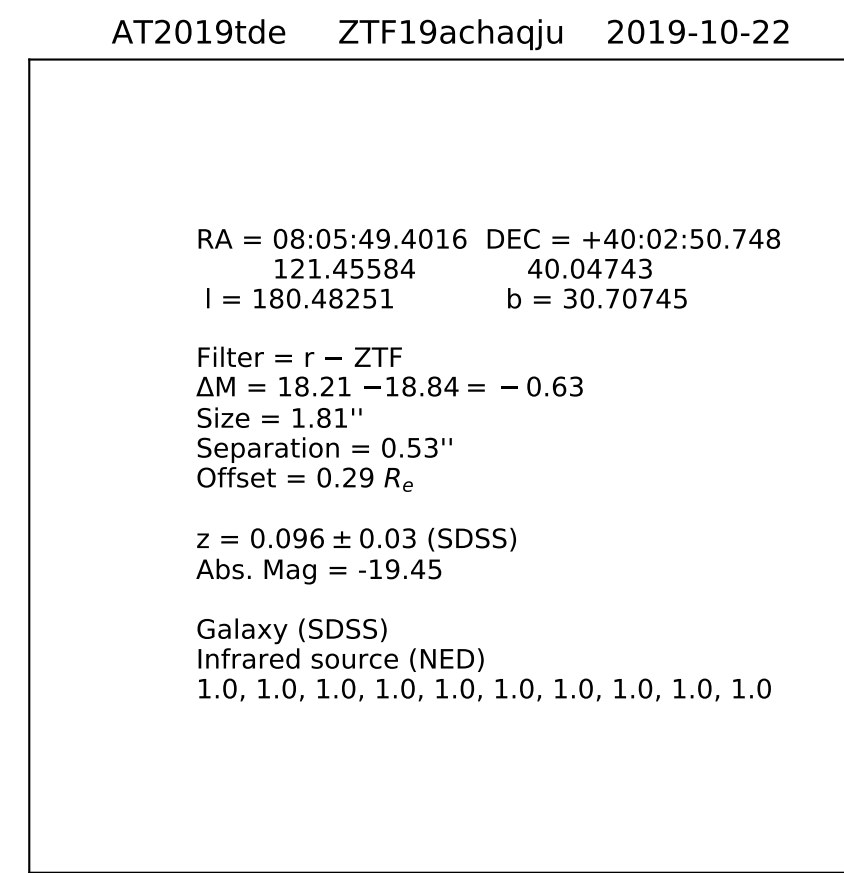 AT2019tde ZTF19achaqju 2019-10-22
RA = 08:05:49.4016 DEC = +40:02:50.748
121.45584 40.04743
l = 180.48251 b = 30.70745
Filter = r − ZTF
ΔM = 18.21 −18.84 = −0.63
Size = 1.81''
Separation = 0.53''
Offset = 0.29 Rₑ
z = 0.096 ± 0.03 (SDSS)
Abs. Mag = -19.45
Galaxy (SDSS)
Infrared source (NED)
1.0, 1.0, 1.0, 1.0, 1.0, 1.0, 1.0, 1.0, 1.0, 1.0